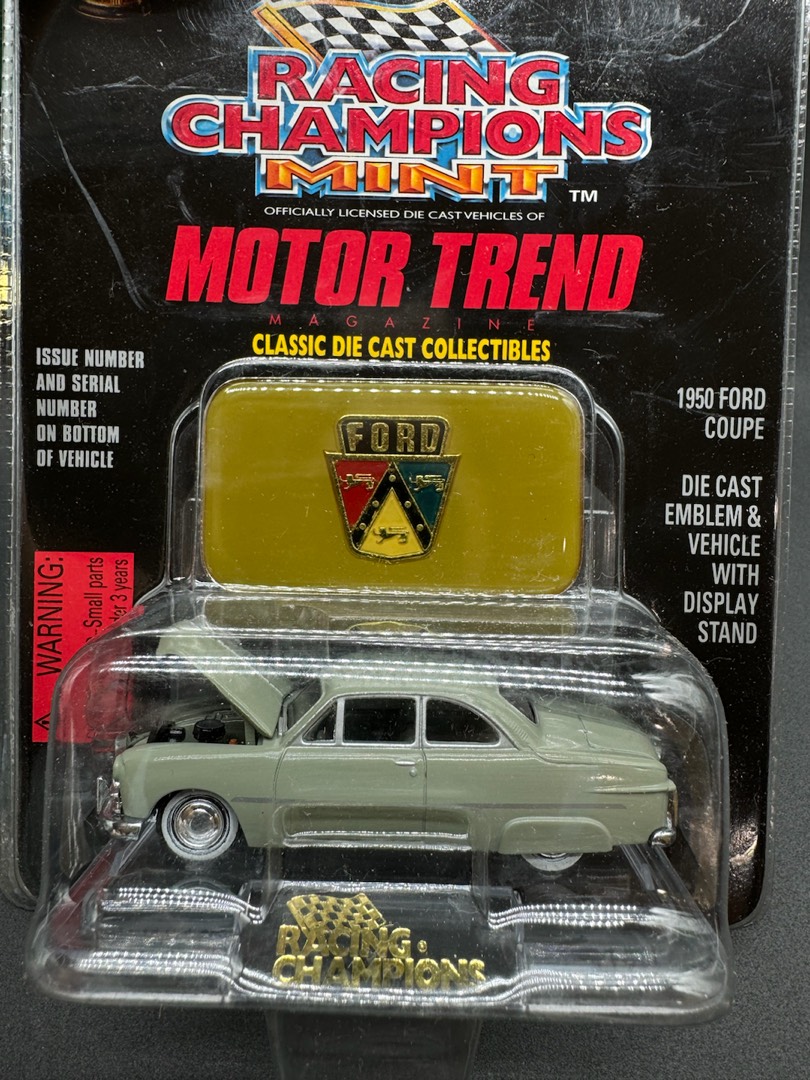 RACING
CHAMPIONS
MINT™
OFFICIALLY LICENSED DIE CAST VEHICLES OF
MOTOR TREND
MAGAZINE
CLASSIC DIE CAST COLLECTIBLES
ISSUE NUMBER
AND SERIAL
NUMBER
ON BOTTOM
OF VEHICLE
1950 FORD
COUPE
DIE CAST
EMBLEM &
VEHICLE
WITH
DISPLAY
STAND
FORD
WARNING:
Small parts
3 years
RACING
CHAMPIONS